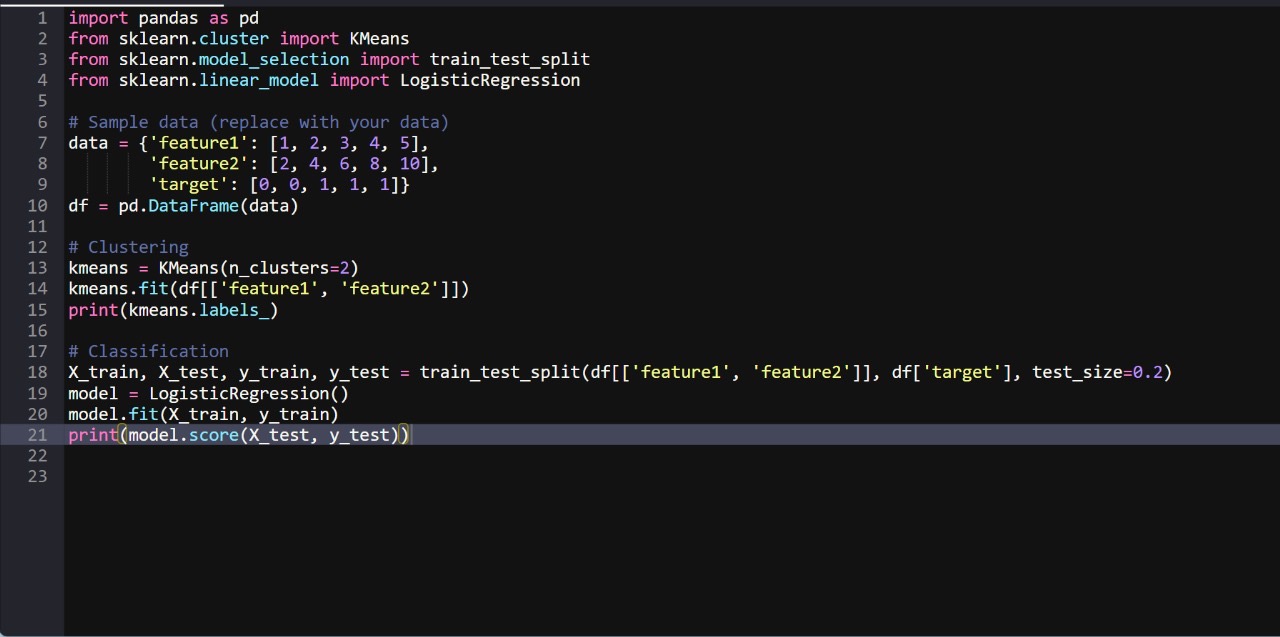 1 import pandas as pd
2 from sklearn.cluster import KMeans
3 from sklearn.model_selection import train_test_split
4 from sklearn.linear_model import LogisticRegression
5
6 # Sample data (replace with your data)
7 data = {'feature1': [1, 2, 3, 4, 5],
8         'feature2': [2, 4, 6, 8, 10],
9         'target': [0, 0, 1, 1, 1]}
10 df = pd.DataFrame(data)
11
12 # Clustering
13 kmeans = KMeans(n_clusters=2)
14 kmeans.fit(df[['feature1', 'feature2']])
15 print(kmeans.labels_)
16
17 # Classification
18 X_train, X_test, y_train, y_test = train_test_split(df[['feature1', 'feature2']], df['target'], test_size=0.2)
19 model = LogisticRegression()
20 model.fit(X_train, y_train)
21 print(model.score(X_test, y_test))
22
23